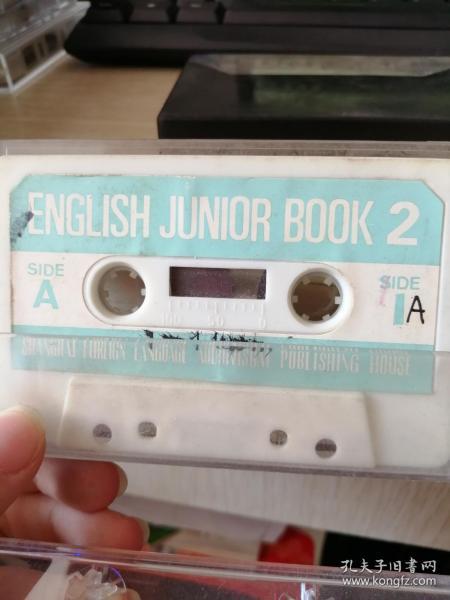 ENGLISH JUNIOR BOOK 2
SIDE
A
SIDE
1A
SHANGHAI FOREIGN LANGUAGE AUDIOVISUAL PUBLISHING HOUSE
孔夫子旧书网
www.kongfz.com